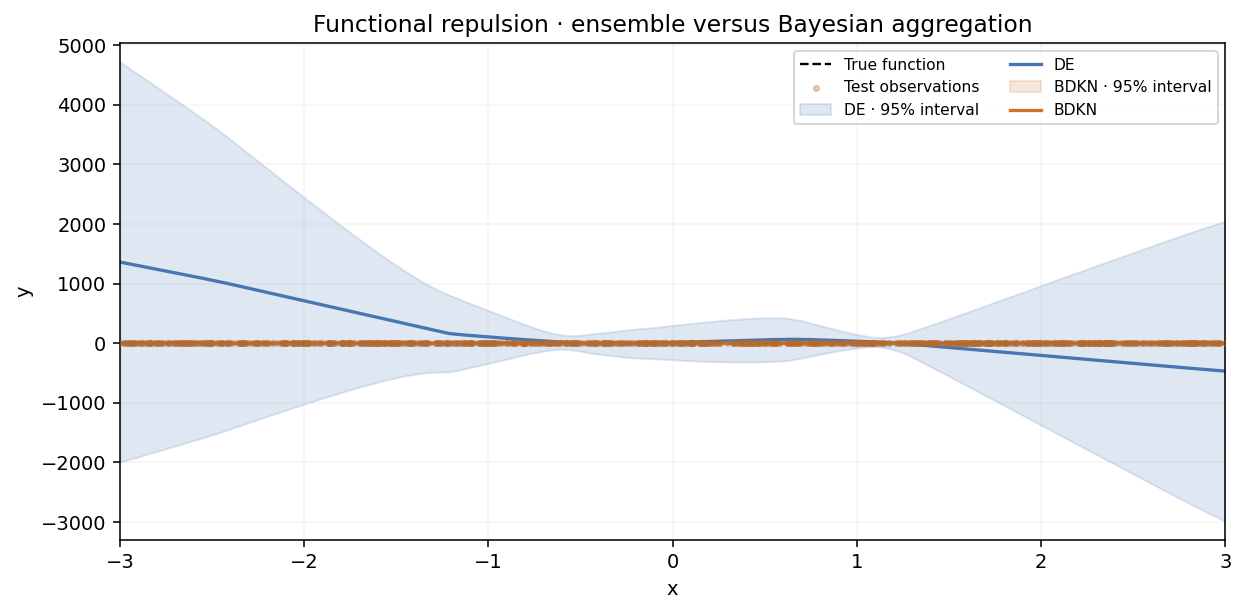 Functional repulsion · ensemble versus Bayesian aggregation
5000
4000
3000
2000
1000
0
−1000
−2000
−3000
y
True function
Test observations
DE · 95% interval
DE
BDKN · 95% interval
BDKN
−3 −2 −1 0 1 2 3
x